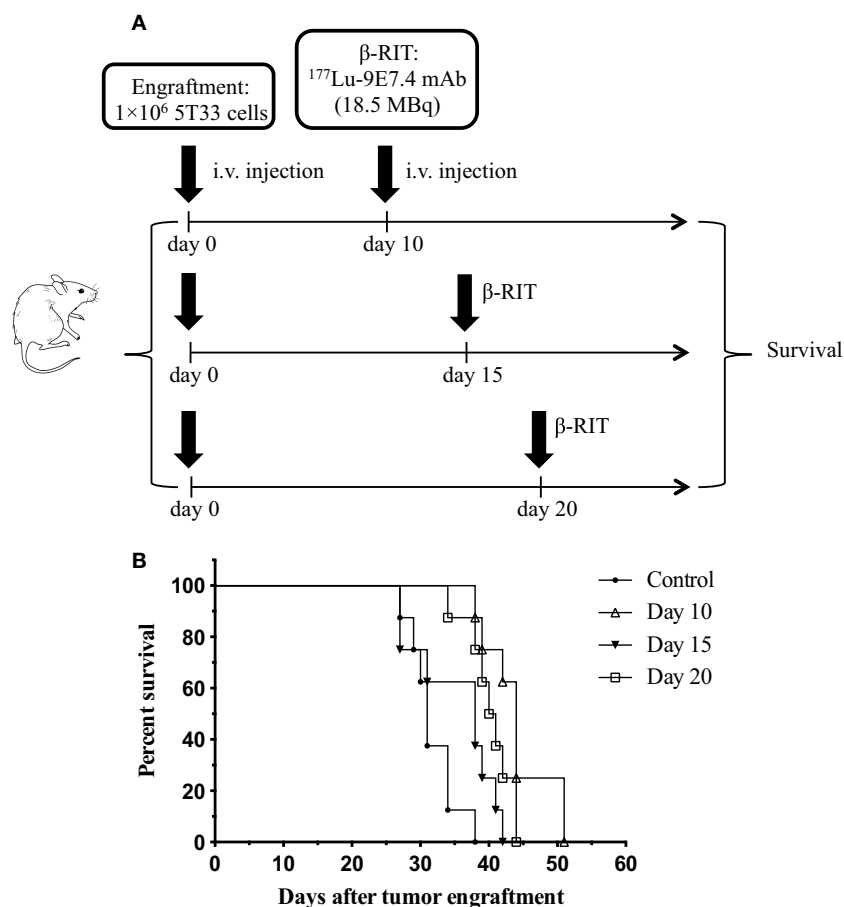 A
Engraftment:
1×10⁶ 5T33 cells
β-RIT:
¹⁷⁷Lu-9E7.4 mAb
(18.5 MBq)
i.v. injection
i.v. injection
day 0
day 10
β-RIT
day 0
day 15
Survival
β-RIT
day 0
day 20
B
Percent survival
100
80
60
40
20
0
0 10 20 30 40 50 60
Days after tumor engraftment
Control
Day 10
Day 15
Day 20